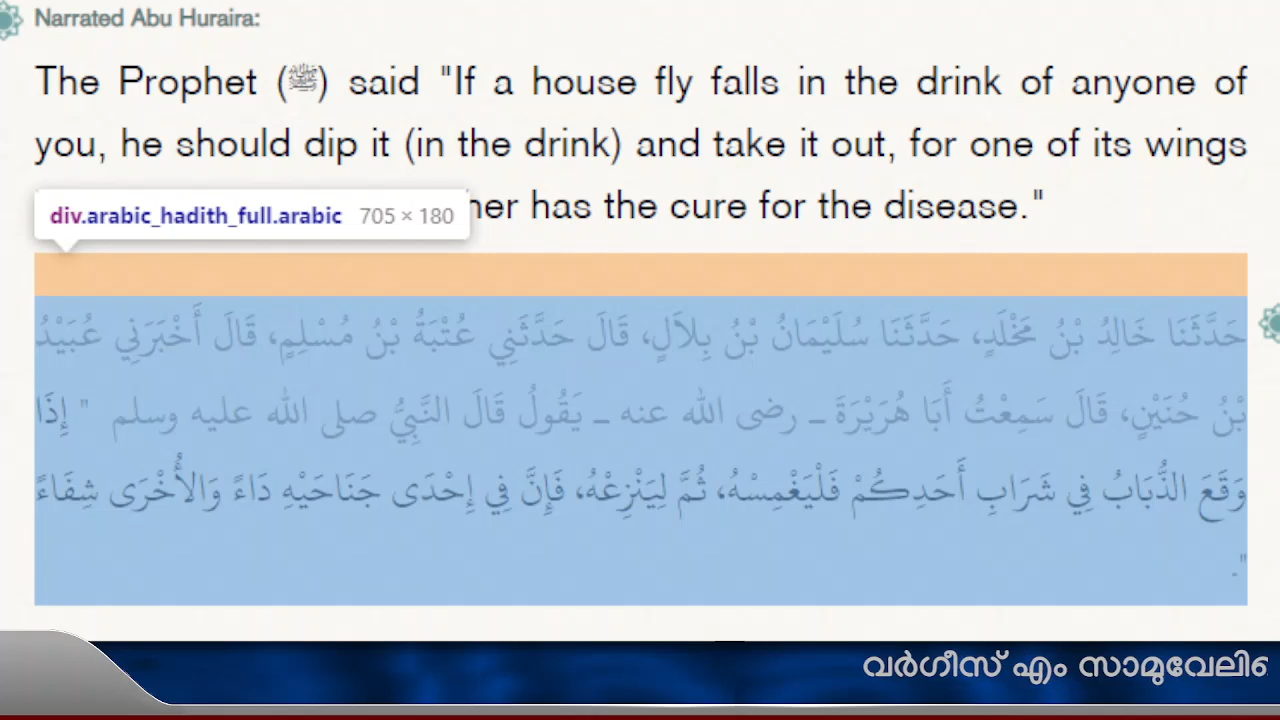 Narrated Abu Huraira:
The Prophet (ﷺ) said "If a house fly falls in the drink of anyone of
you, he should dip it (in the drink) and take it out, for one of its wings
her has the cure for the disease."
div.arabic_hadith_full.arabic 705 × 180
حَدَّثَنَا خَالِدُ بْنُ مَخْلَدٍ، حَدَّثَنَا سُلَيْمَانُ بْنُ بِلاَلٍ، قَالَ حَدَّثَنِي عُتْبَةُ بْنُ مُسْلِمٍ، قَالَ أَخْبَرَنِي عُبَيْدُ
بْنُ حُنَيْنٍ، قَالَ سَمِعْتُ أَبَا هُرَيْرَةَ ـ رضى الله عنه ـ يَقُولُ قَالَ النَّبِيُّ صلى الله عليه وسلم " إِذَا
وَقَعَ الذُّبَابُ فِي شَرَابِ أَحَدِكُمْ فَلْيَغْمِسْهُ، ثُمَّ لِيَنْزِعْهُ، فَإِنَّ فِي إِحْدَى جَنَاحَيْهِ دَاءً وَالأُخْرَى شِفَاءً
".
വർഗീസ് എം സാമുവേലി